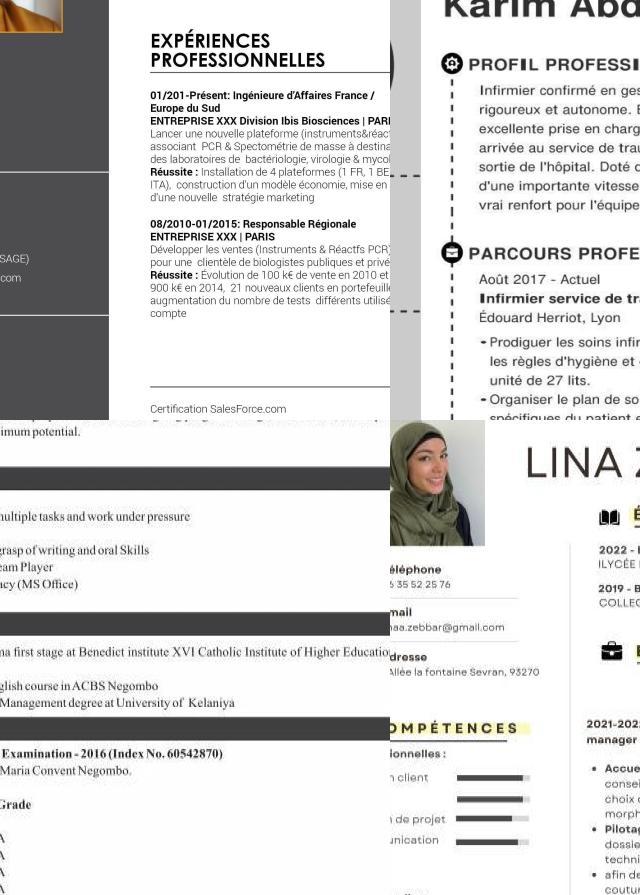 SAGE)
com
EXPÉRIENCES
PROFESSIONNELLES
01/201-Présent: Ingénieure d'Affaires France /
Europe du Sud
ENTREPRISE XXX Division Ibis Biosciences | PARI
Lancer une nouvelle plateforme (instruments&réact
associant PCR & Spectométrie de masse à destina
des laboratoires de bactériologie, virologie & mycol
Réussite : Installation de 4 plateformes (1 FR, 1 BE
ITA), construction d'un modèle économie, mise en
d'une nouvelle stratégie marketing
08/2010-01/2015: Responsable Régionale
ENTREPRISE XXX | PARIS
Développer les ventes (Instruments & Réactfs PCR)
pour une clientèle de biologistes publiques et privé
Réussite : Évolution de 100 k€ de vente en 2010 et
900 k€ en 2014, 21 nouveaux clients en portefeuille
augmentation du nombre de tests différents utilisé
compte
Certification SalesForce.com
Karim Abd
PROFIL PROFESSI
Infirmier confirmé en ges
rigoureux et autonome. E
excellente prise en charg
arrivée au service de trau
sortie de l'hôpital. Doté d
d'une importante vitesse
vrai renfort pour l'équipe
PARCOURS PROFE
Août 2017 - Actuel
Infirmier service de tra
Édouard Herriot, Lyon
- Prodiguer les soins infir
les règles d'hygiène et
unité de 27 lits.
- Organiser le plan de so
spécifiques du patient e
imum potential.
multiple tasks and work under pressure
grasp of writing and oral Skills
eam Player
acy (MS Office)
ma first stage at Benedict institute XVI Catholic Institute of Higher Educatio
glish course in ACBS Negombo
Management degree at University of Kelaniya
Examination - 2016 (Index No. 60542870)
Maria Convent Negombo.
Grade
A
A
A
A
LINA Z
éléphone
6 35 52 25 76
mail
naa.zebbar@gmail.com
dresse
Allée la fontaine Sevran, 93270
OMPÉTENCES
ionnelles :
n client
n de projet
unication
É
2022 -
ILYCÉE
2019 - B
COLLEG
E
2021-202
manager
• Accue
consei
choix d
morph
• Pilotag
dossie
techni
• afin de
coutur